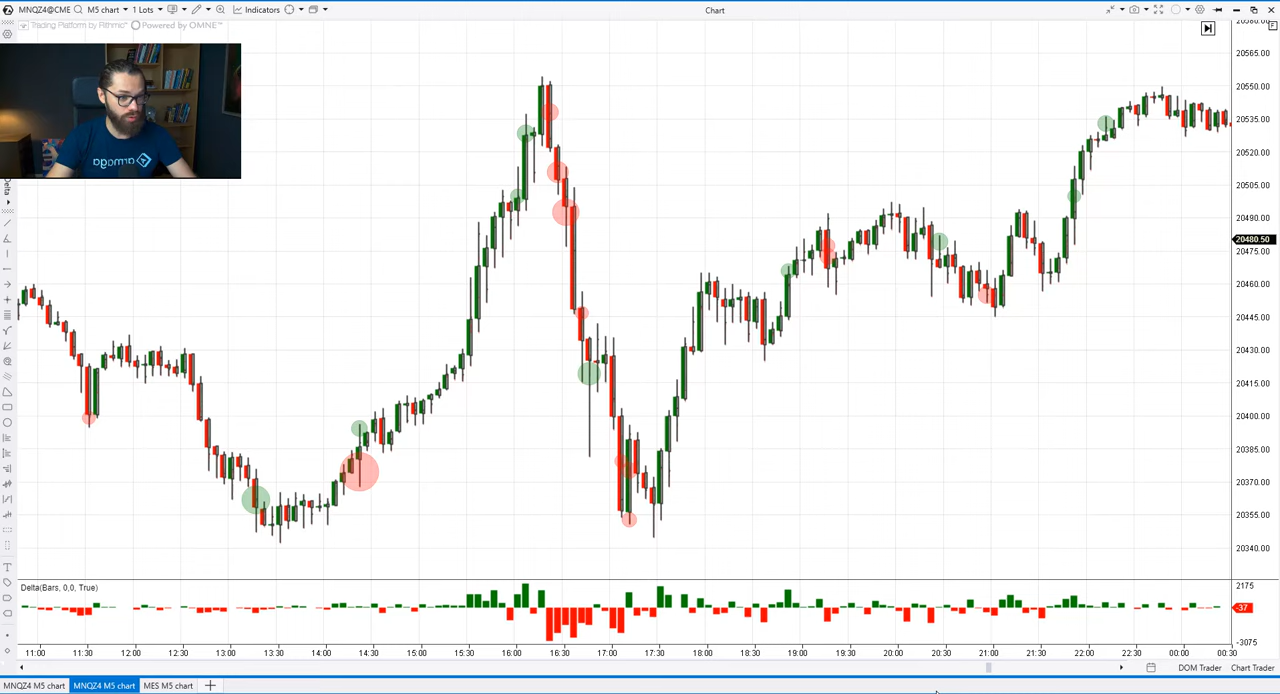 MNQZ4@CME M5 chart 1 Lots Indicators Chart
Trading Platform by Rithmic™ Powered by OMNE™
F
Delta
20580.00
20565.00
20550.00
20535.00
20520.00
20505.00
20490.00
20480.50
20475.00
20460.00
20445.00
20430.00
20415.00
20400.00
20385.00
20370.00
20355.00
20340.00
Delta(Bars, 0,0, True)
2175
-37
-3075
11:00 11:30 12:00 12:30 13:00 13:30 14:00 14:30 15:00 15:30 16:00 16:30 17:00 17:30 18:00 18:30 19:00 19:30 20:00 20:30 21:00 21:30 22:00 22:30 00:00 00:30
DOM Trader Chart Trader
MNQZ4 M5 chart MNQZ4 M5 chart MES M5 chart